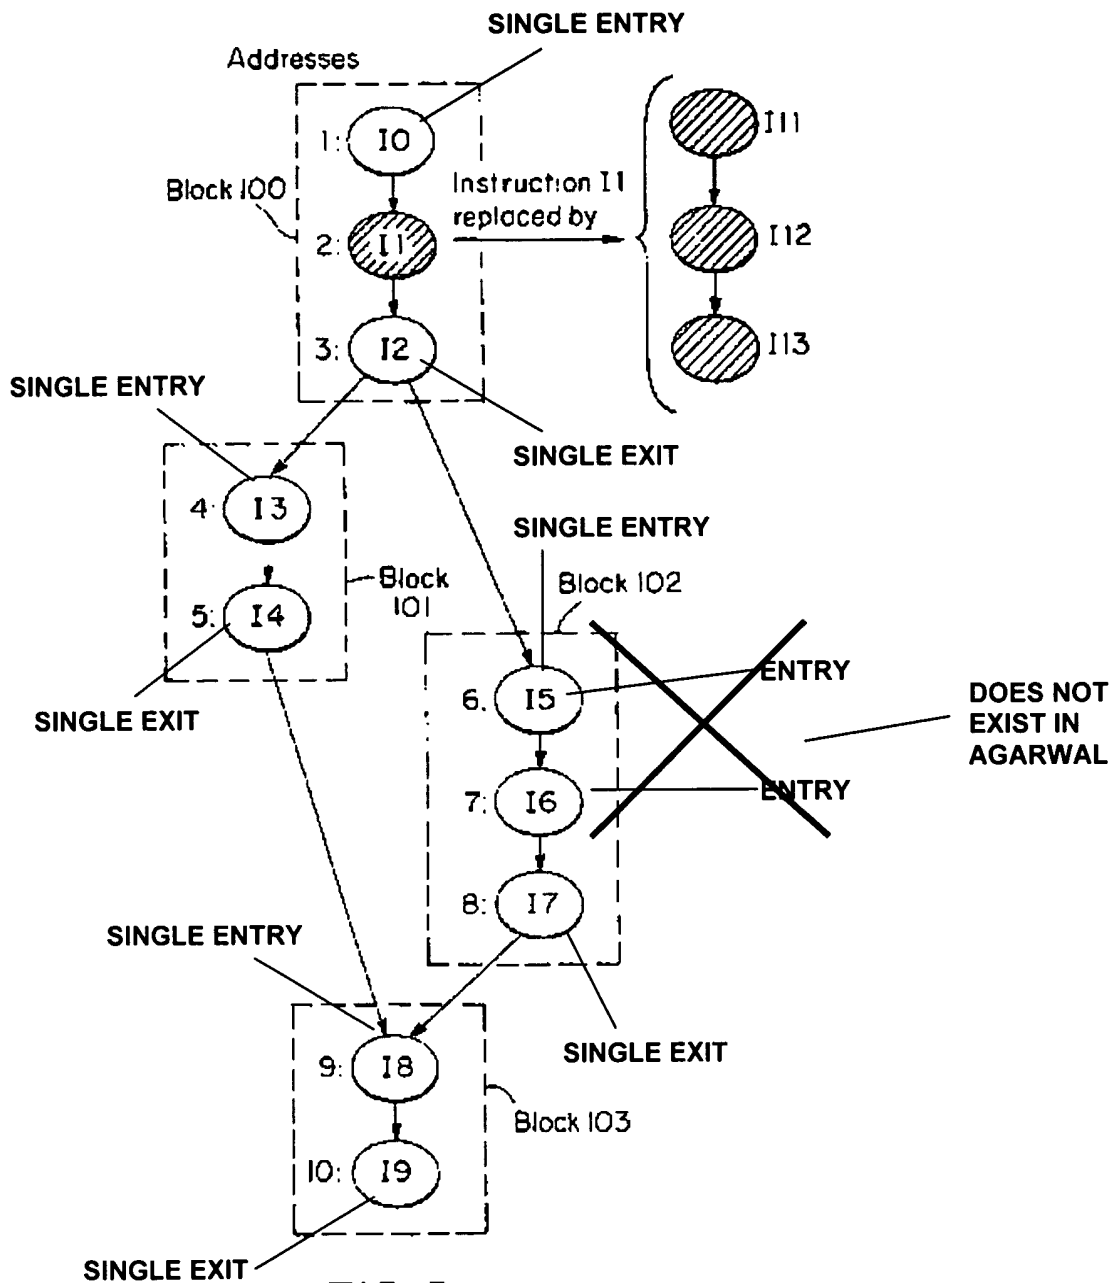 SINGLE ENTRY
Addresses
1: I0
I11
Block 100
Instruction I1
replaced by
2: I1
I12
3: I2
I13
SINGLE ENTRY
SINGLE EXIT
4: I3
SINGLE ENTRY
Block
101
Block 102
5: I4
ENTRY
6. I5
DOES NOT
EXIST IN
AGARWAL
SINGLE EXIT
7: I6
ENTRY
8: I7
SINGLE ENTRY
SINGLE EXIT
9: I8
Block 103
10: I9
SINGLE EXIT